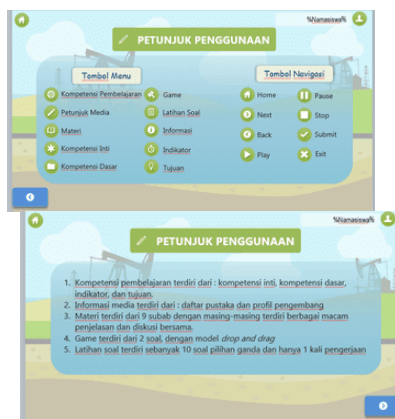 %Namasiswa%
PETUNJUK PENGGUNAAN
Tombol Menu
Tombol Navigasi
Kompetensi Pembelajaran
Game
Home
Pause
Petunjuk Media
Latihan Soal
Next
Stop
Materi
Informasi
Back
Submit
Kompetensi Inti
Indikator
Play
Exit
Kompetensi Dasar
Tujuan
%Namasiswa%
PETUNJUK PENGGUNAAN
1. Kompetensi pembelajaran terdiri dari : kompetensi inti, kompetensi dasar,
indikator, dan tujuan.
2. Informasi media terdiri dari : daftar pustaka dan profil pengembang
3. Materi terdiri dari 9 subab dengan masing-masing terdiri berbagai macam
penjelasan dan diskusi bersama.
4. Game terdiri dari 2 soal, dengan model drop and drag
5. Latihan soal terdiri sebanyak 10 soal pilihan ganda dan hanya 1 kali pengerjaan